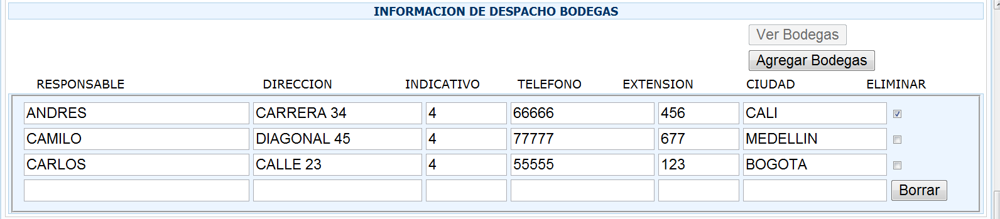 INFORMACION DE DESPACHO BODEGAS
Ver Bodegas
Agregar Bodegas
RESPONSABLE DIRECCION INDICATIVO TELEFONO EXTENSION CIUDAD ELIMINAR
ANDRES CARRERA 34 4 66666 456 CALI
CAMILO DIAGONAL 45 4 77777 677 MEDELLIN
CARLOS CALLE 23 4 55555 123 BOGOTA
Borrar